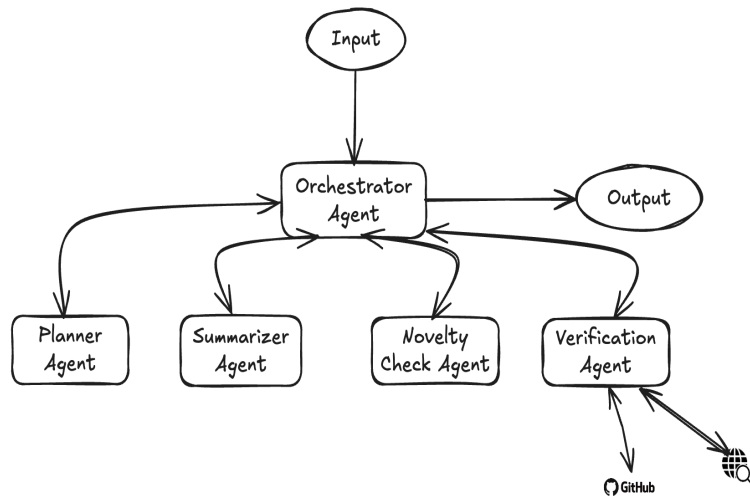 Input
Orchestrator
Agent
Output
Planner
Agent
Summarizer
Agent
Novelty
Check Agent
Verification
Agent
GitHub